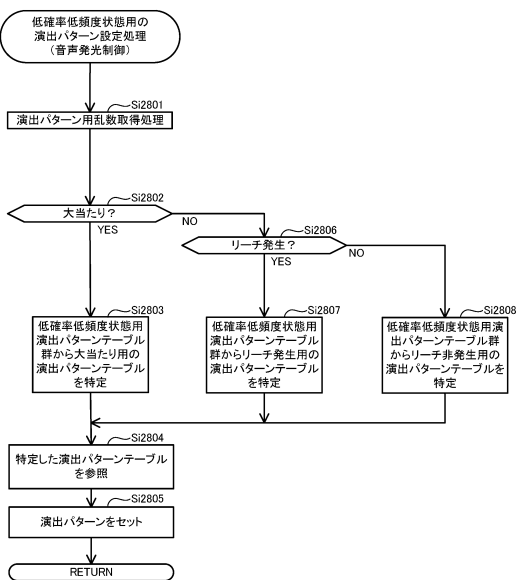 低確率低頻度状態用の
演出パターン設定処理
（音声発光制御）
Si2801
演出パターン用乱数取得処理
Si2802
大当たり？
NO
YES
Si2806
リーチ発生？
NO
YES
Si2803
低確率低頻度状態用
演出パターンテーブル
群から大当たり用の
演出パターンテーブル
を特定
Si2807
低確率低頻度状態用
演出パターンテーブル
群からリーチ発生用の
演出パターンテーブル
を特定
Si2808
低確率低頻度状態用演
出パターンテーブル群
からリーチ非発生用の
演出パターンテーブルを
特定
Si2804
特定した演出パターンテーブル
を参照
Si2805
演出パターンをセット
RETURN